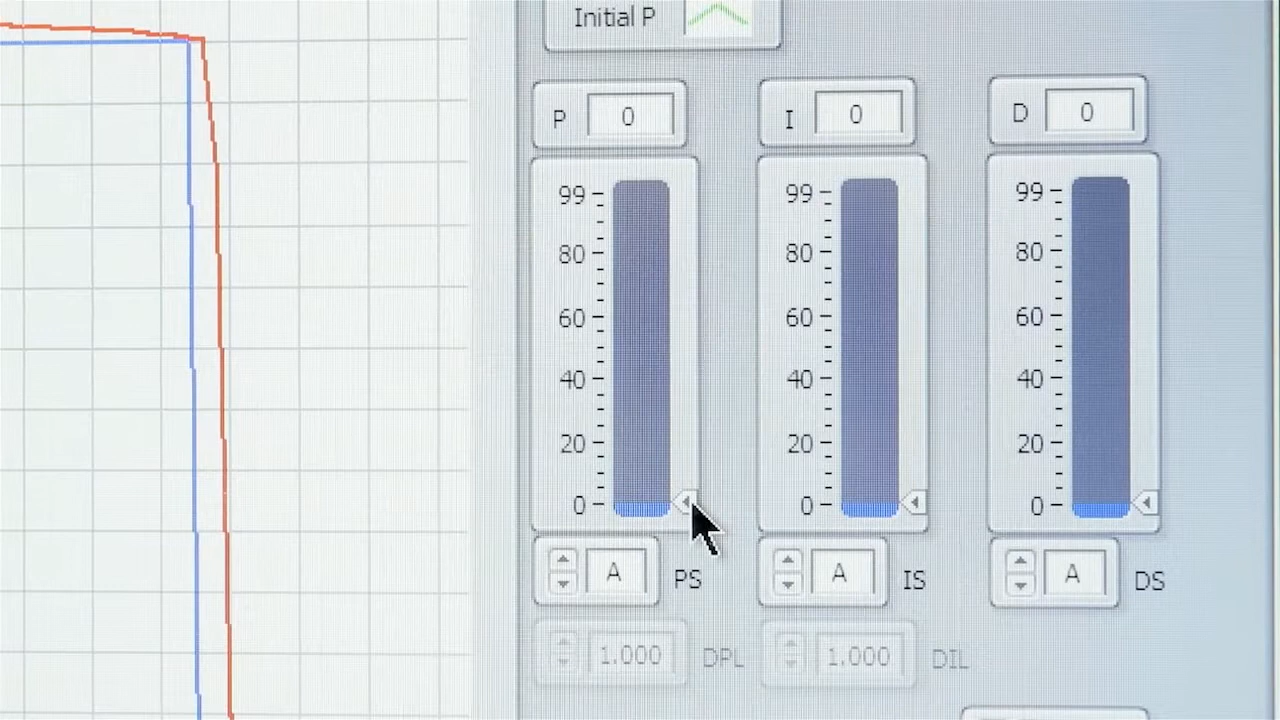 Initial P
P 0 I 0 D 0
99 99 99
80 80 80
60 60 60
40 40 40
20 20 20
0 0 0
A PS A IS A DS
1.000 DPL 1.000 DIL